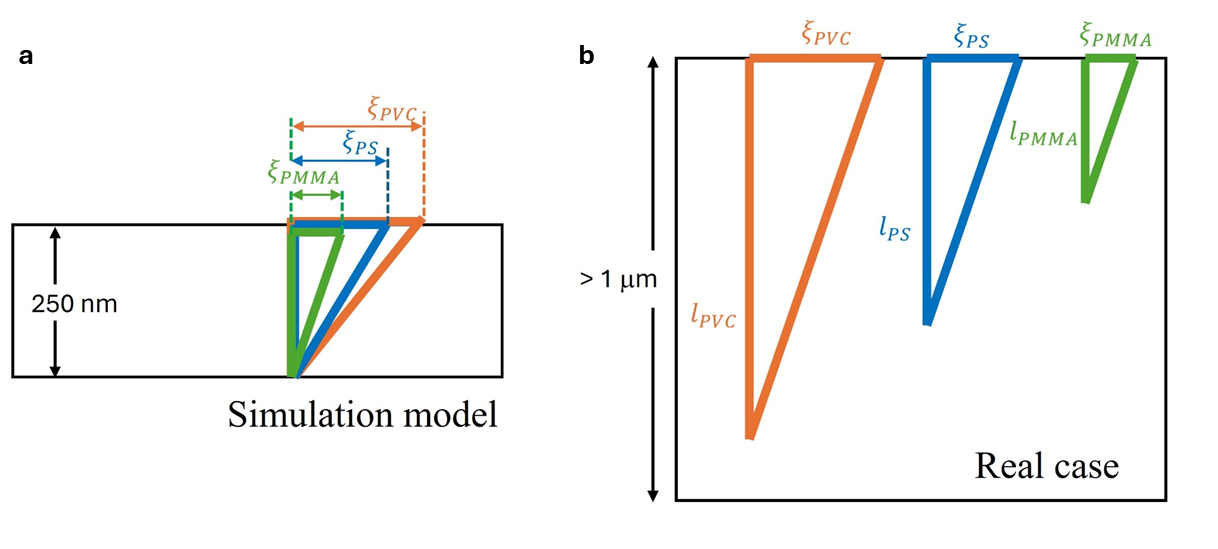 a
ξPVC
ξPS
ξPMMA
250 nm
Simulation model
b
ξPVC
ξPS
ξPMMA
lPMMA
lPS
> 1 μm
lPVC
Real case